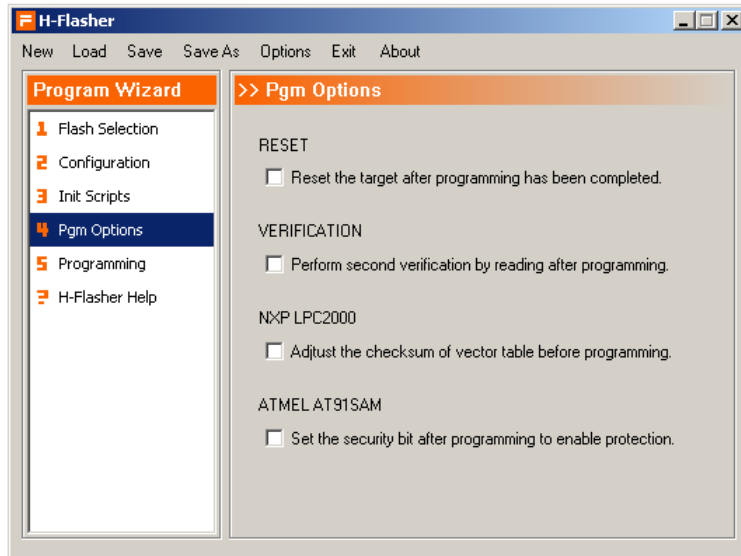 H-Flasher
New Load Save Save As Options Exit About
Program Wizard
1 Flash Selection
2 Configuration
3 Init Scripts
4 Pgm Options
5 Programming
? H-Flasher Help
>> Pgm Options
RESET
Reset the target after programming has been completed.
VERIFICATION
Perform second verification by reading after programming.
NXP LPC2000
Adjtust the checksum of vector table before programming.
ATMEL AT91SAM
Set the security bit after programming to enable protection.